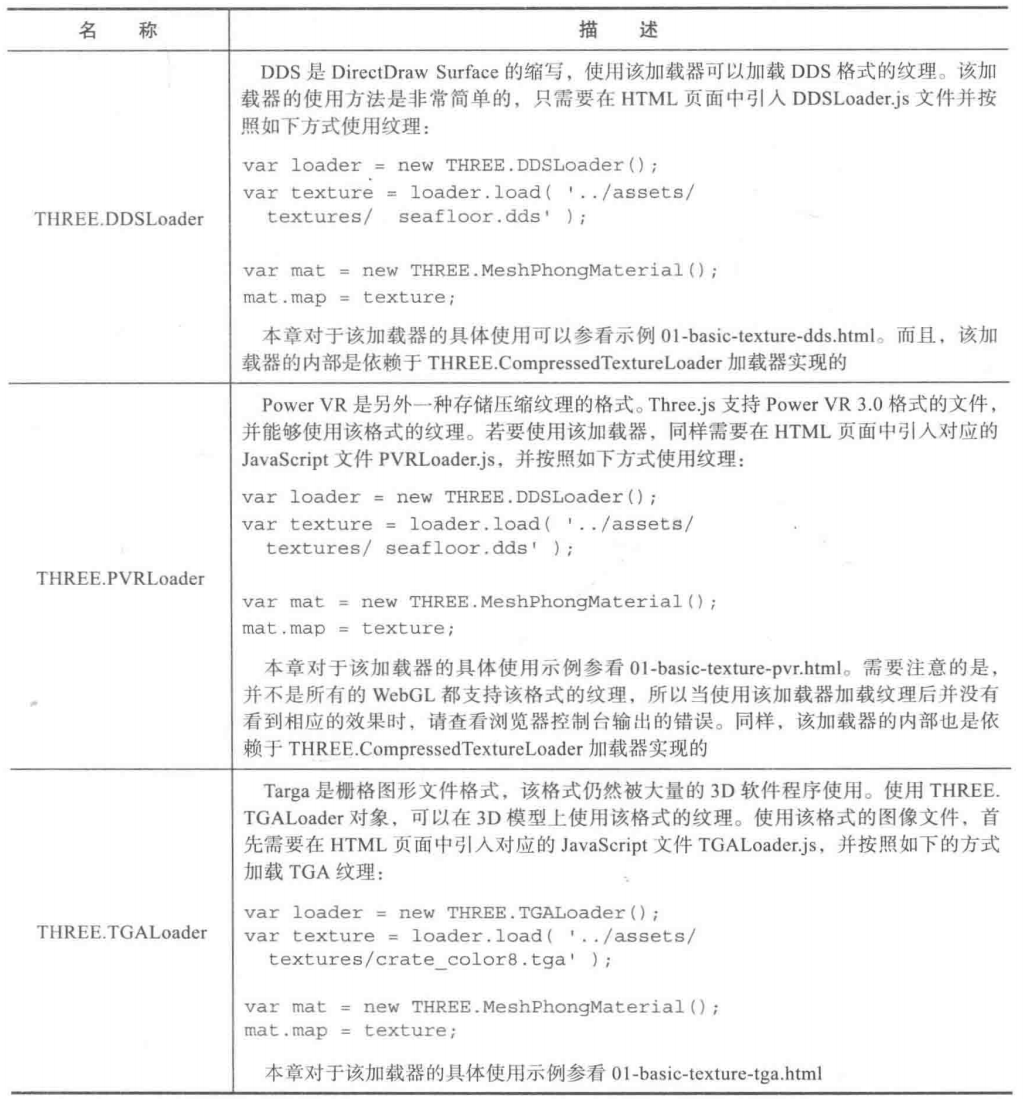 名 称 描 述
DDS 是 DirectDraw Surface 的缩写，使用该加载器可以加载 DDS 格式的纹理。该加
载器的使用方法是非常简单的，只需要在 HTML 页面中引入 DDSLoader.js 文件并按
照如下方式使用纹理：
var loader = new THREE.DDSLoader();
var texture = loader.load( '../assets/
textures/ seafloor.dds' );
THREE.DDSLoader
var mat = new THREE.MeshPhongMaterial();
mat.map = texture;
本章对于该加载器的具体使用可以参看示例 01-basic-texture-dds.html。而且，该加
载器的内部是依赖于 THREE.CompressedTextureLoader 加载器实现的
Power VR 是另外一种存储压缩纹理的格式。Three.js 支持 Power VR 3.0 格式的文件，
并能够使用该格式的纹理。若要使用该加载器，同样需要在 HTML 页面中引入对应的
JavaScript 文件 PVRLoader.js，并按照如下方式使用纹理：
var loader = new THREE.DDSLoader();
var texture = loader.load( '../assets/
textures/ seafloor.dds' );
THREE.PVRLoader
var mat = new THREE.MeshPhongMaterial();
mat.map = texture;
本章对于该加载器的具体使用示例参看 01-basic-texture-pvr.html。需要注意的是，
并不是所有的 WebGL 都支持该格式的纹理，所以当使用该加载器加载纹理后并没有
看到相应的效果时，请查看浏览器控制台输出的错误。同样，该加载器的内部也是依
赖于 THREE.CompressedTextureLoader 加载器实现的
Targa 是栅格图形文件格式，该格式仍然被大量的 3D 软件程序使用。使用 THREE.
TGALoader 对象，可以在 3D 模型上使用该格式的纹理。使用该格式的图像文件，首
先需要在 HTML 页面中引入对应的 JavaScript 文件 TGALoader.js，并按照如下的方式
加载 TGA 纹理：
var loader = new THREE.TGALoader();
THREE.TGALoader
var texture = loader.load( '../assets/
textures/crate_color8.tga' );
var mat = new THREE.MeshPhongMaterial();
mat.map = texture;
本章对于该加载器的具体使用示例参看 01-basic-texture-tga.html